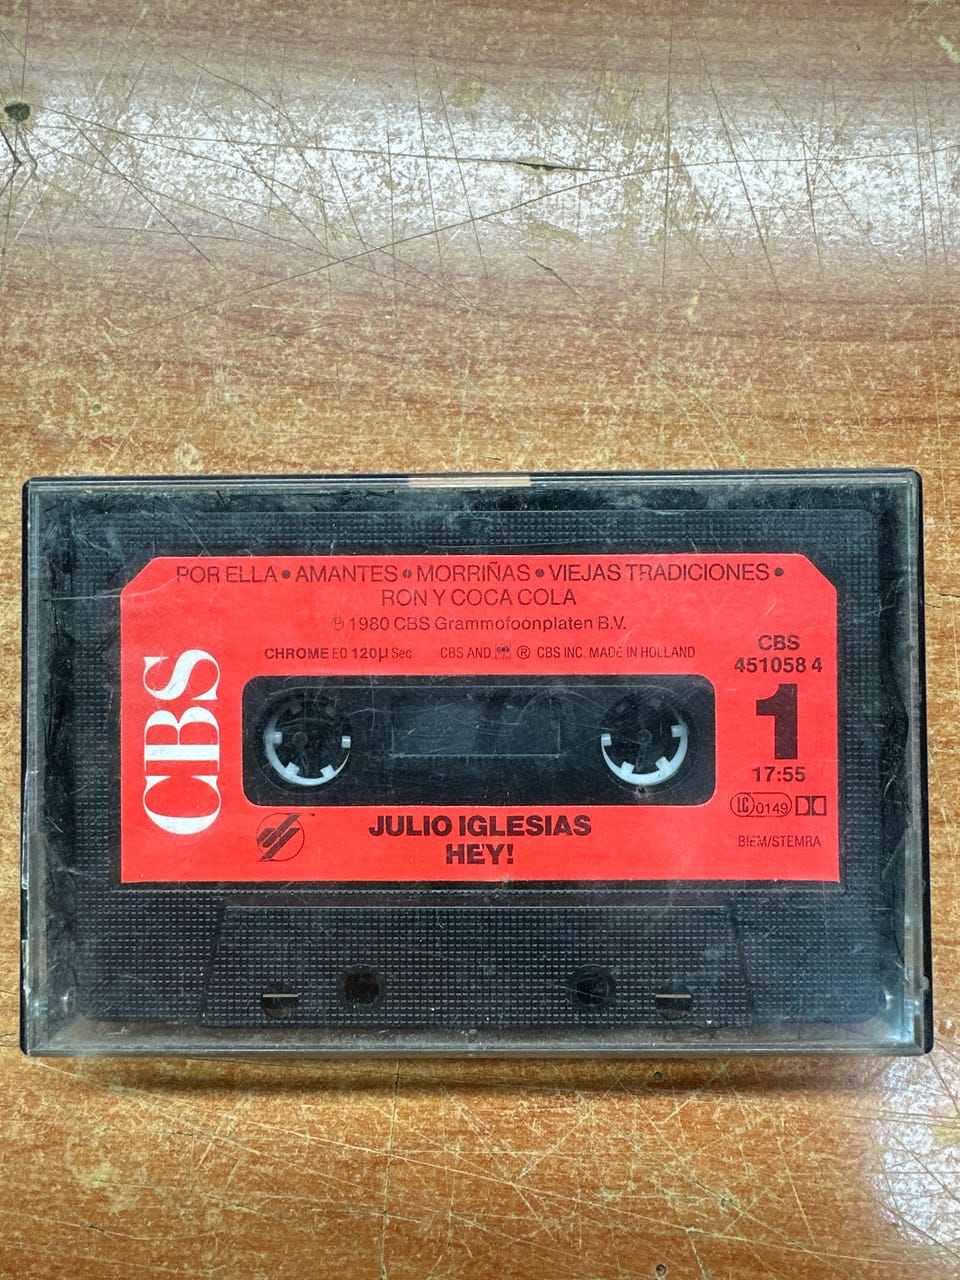 POR ELLA • AMANTES • MORRIÑAS • VIEJAS TRADICIONES •
RON Y COCA COLA
℗ 1980 CBS Grammofoonplaten B.V.
CHROME EQ 120µ Sec CBS AND ® CBS INC. MADE IN HOLLAND
CBS
451058 4
1
17:55
LC 0149
BIEM/STEMRA
CBS
™
JULIO IGLESIAS
HEY!